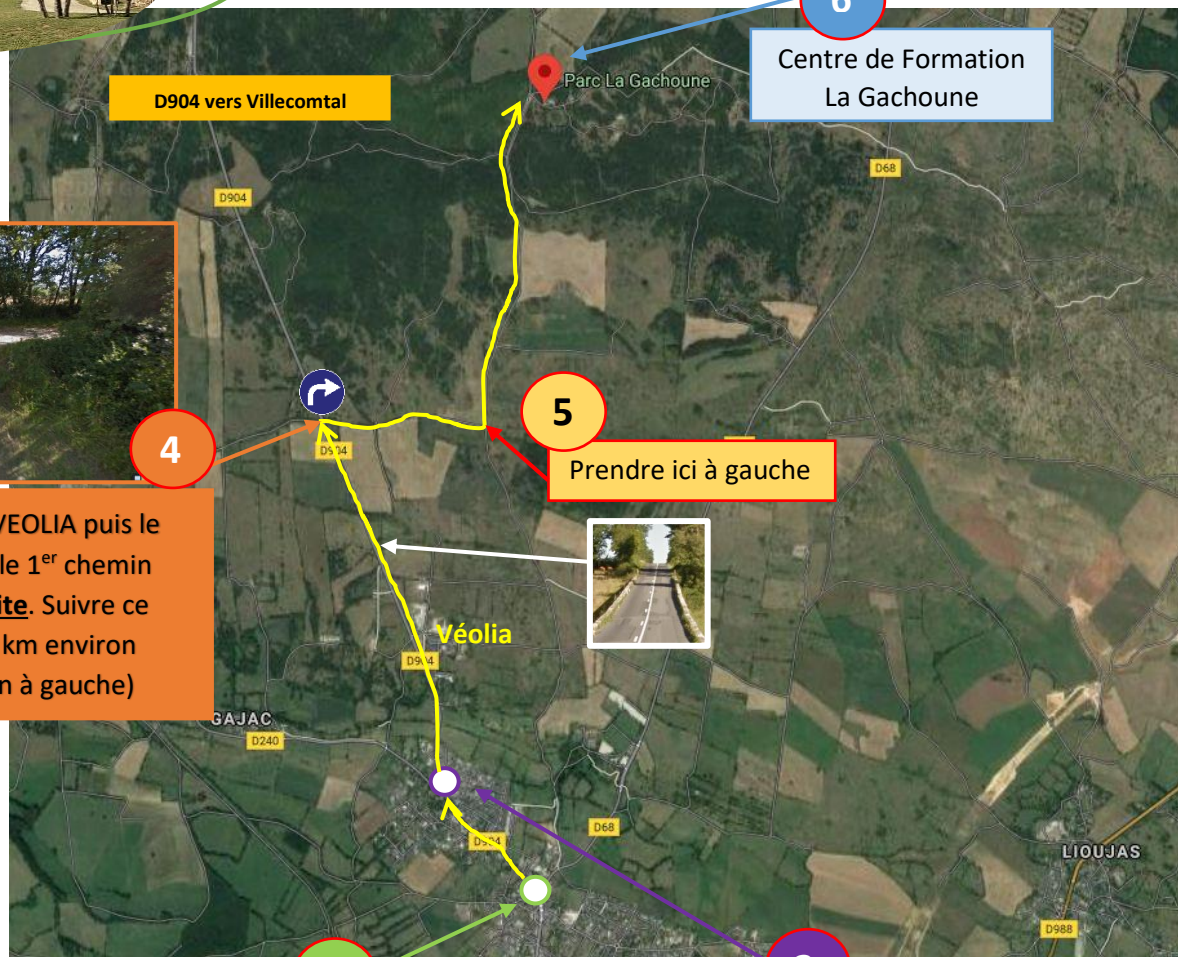 6
Centre de Formation
La Gachoune
Parc La Gachoune
D904 vers Villecomtal
D68
D904
5
Prendre ici à gauche
4
D904
VEOLIA puis le
le 1er chemin
ite. Suivre ce
km environ
n à gauche)
Véolia
D904
GAJAC
D240
D904
D68
LIOUJAS
D988